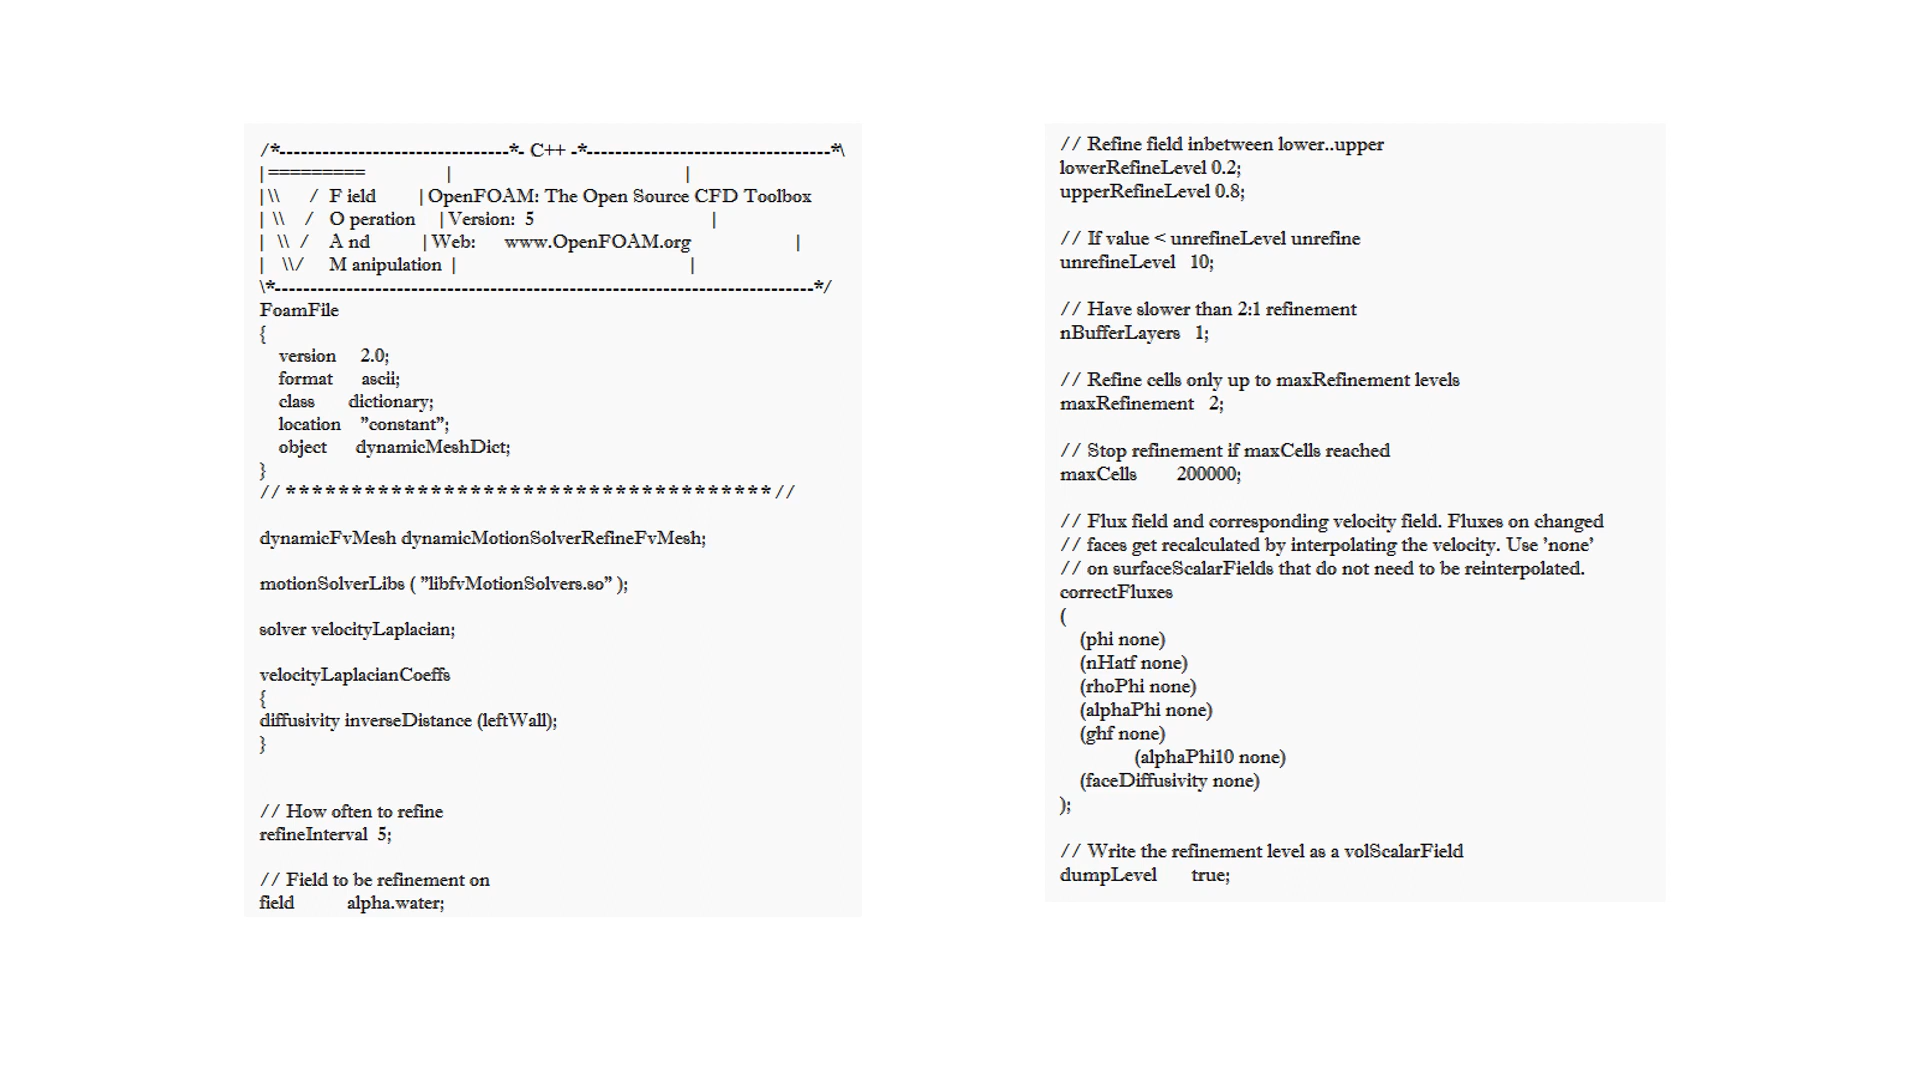 /*--------------------------------*- C++ -*----------------------------------*\
| =========                 |                                                 |
| \\      /  F ield         | OpenFOAM: The Open Source CFD Toolbox
|  \\    /   O peration     | Version:  5                                     |
|   \\  /    A nd           | Web:      www.OpenFOAM.org                      |
|    \\/     M anipulation  |                                                 |
\*---------------------------------------------------------------------------*/
FoamFile
{
version 2.0;
format ascii;
class dictionary;
location "constant";
object dynamicMeshDict;
}
// * * * * * * * * * * * * * * * * * * * * * * * * * * * * * * * * * * * * * //
dynamicFvMesh dynamicMotionSolverRefineFvMesh;
motionSolverLibs ( "libfvMotionSolvers.so" );
solver velocityLaplacian;
velocityLaplacianCoeffs
{
diffusivity inverseDistance (leftWall);
}
// How often to refine
refineInterval 5;
// Field to be refinement on
field alpha.water;
// Refine field inbetween lower..upper
lowerRefineLevel 0.2;
upperRefineLevel 0.8;
// If value < unrefineLevel unrefine
unrefineLevel 10;
// Have slower than 2:1 refinement
nBufferLayers 1;
// Refine cells only up to maxRefinement levels
maxRefinement 2;
// Stop refinement if maxCells reached
maxCells 200000;
// Flux field and corresponding velocity field. Fluxes on changed
// faces get recalculated by interpolating the velocity. Use 'none'
// on surfaceScalarFields that do not need to be reinterpolated.
correctFluxes
(
(phi none)
(nHatf none)
(rhoPhi none)
(alphaPhi none)
(ghf none)
(alphaPhi10 none)
(faceDiffusivity none)
);
// Write the refinement level as a volScalarField
dumpLevel true;